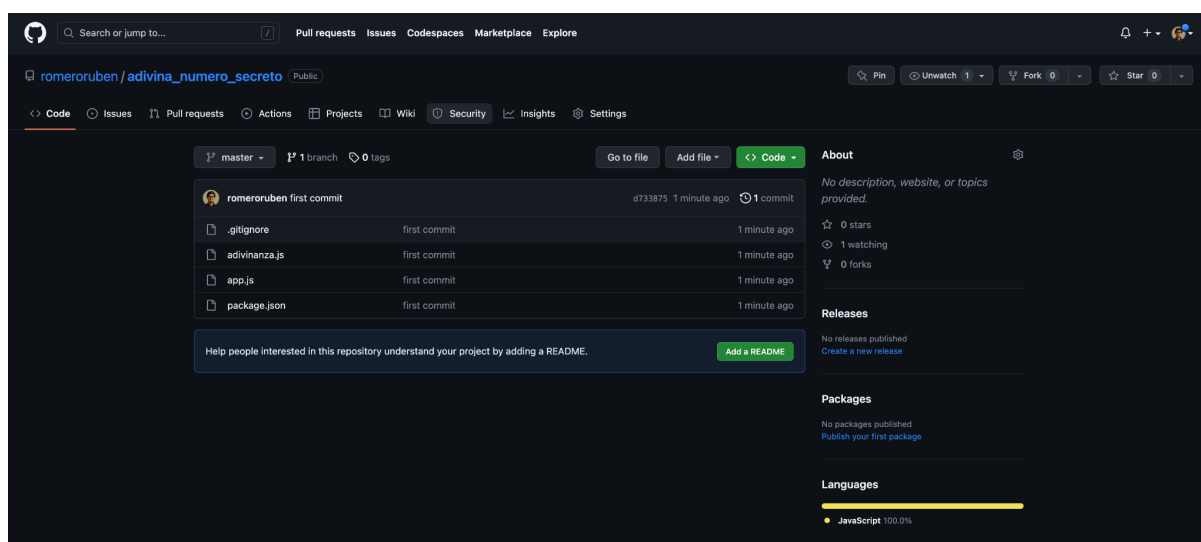 Search or jump to... / Pull requests Issues Codespaces Marketplace Explore
romeroruben / adivina_numero_secreto Public Pin Unwatch 1 Fork 0 Star 0
<> Code Issues Pull requests Actions Projects Wiki Security Insights Settings
master 1 branch 0 tags Go to file Add file <> Code
romeroruben first commit d733875 1 minute ago 1 commit
.gitignore first commit 1 minute ago
adivinanza.js first commit 1 minute ago
app.js first commit 1 minute ago
package.json first commit 1 minute ago
Help people interested in this repository understand your project by adding a README. Add a README
About
No description, website, or topics
provided.
0 stars
1 watching
0 forks
Releases
No releases published
Create a new release
Packages
No packages published
Publish your first package
Languages
JavaScript 100.0%